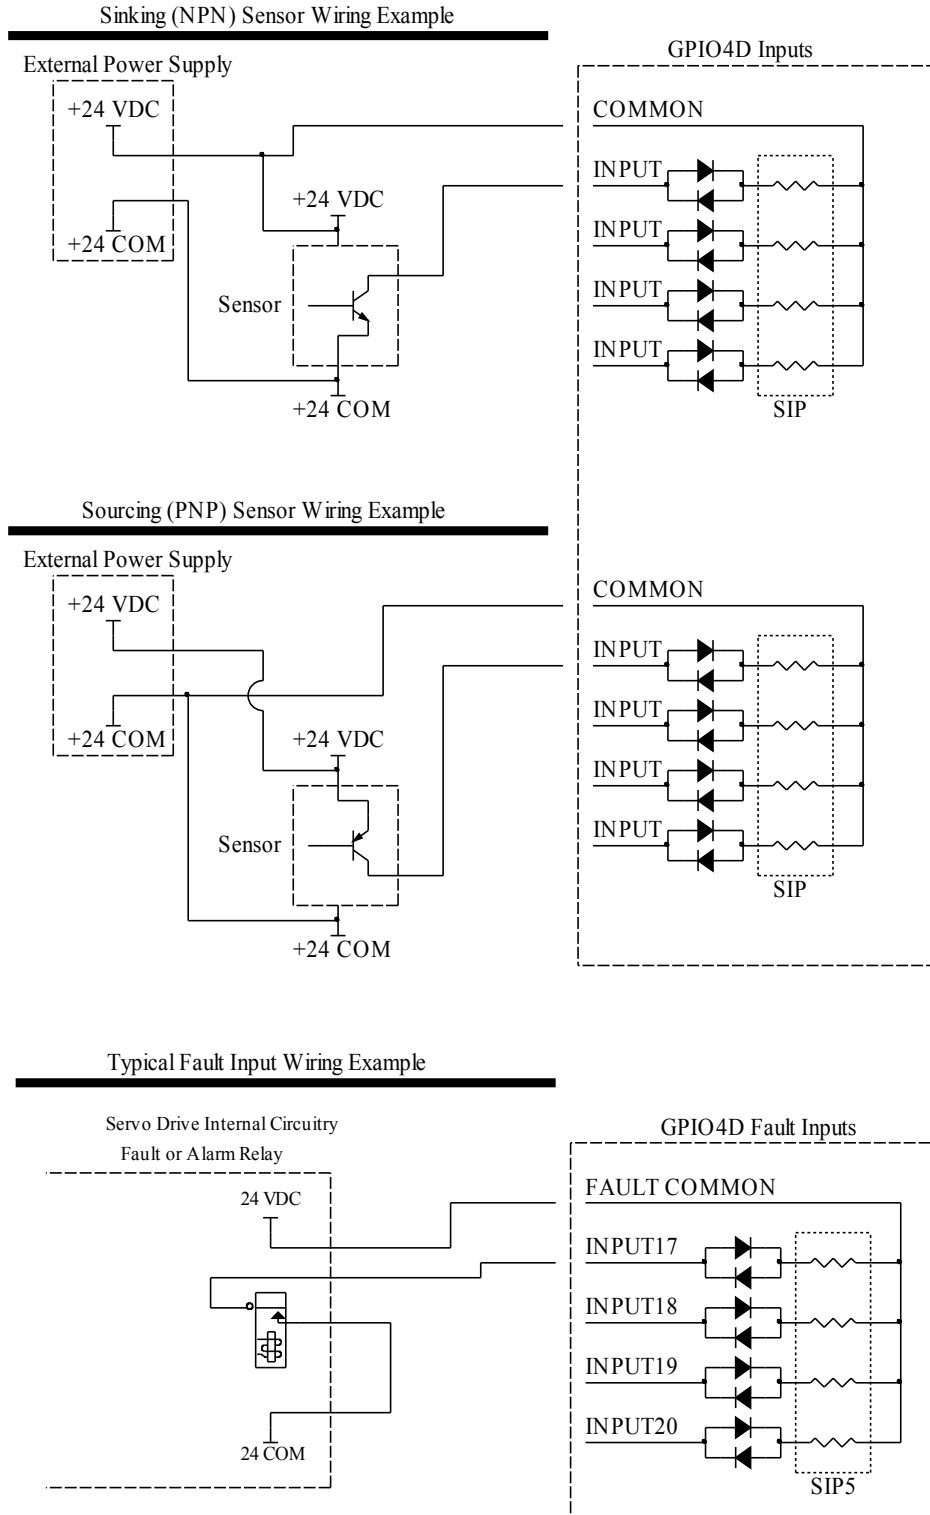 Sinking (NPN) Sensor Wiring Example
External Power Supply
GPIO4D Inputs
+24 VDC
COMMON
INPUT
+24 VDC
INPUT
+24 COM
Sensor
INPUT
INPUT
+24 COM
SIP
Sourcing (PNP) Sensor Wiring Example
External Power Supply
+24 VDC
COMMON
INPUT
INPUT
+24 COM
+24 VDC
INPUT
Sensor
INPUT
SIP
+24 COM
Typical Fault Input Wiring Example
Servo Drive Internal Circuitry
Fault or Alarm Relay
GPIO4D Fault Inputs
24 VDC
FAULT COMMON
INPUT17
INPUT18
INPUT19
INPUT20
24 COM
SIP5